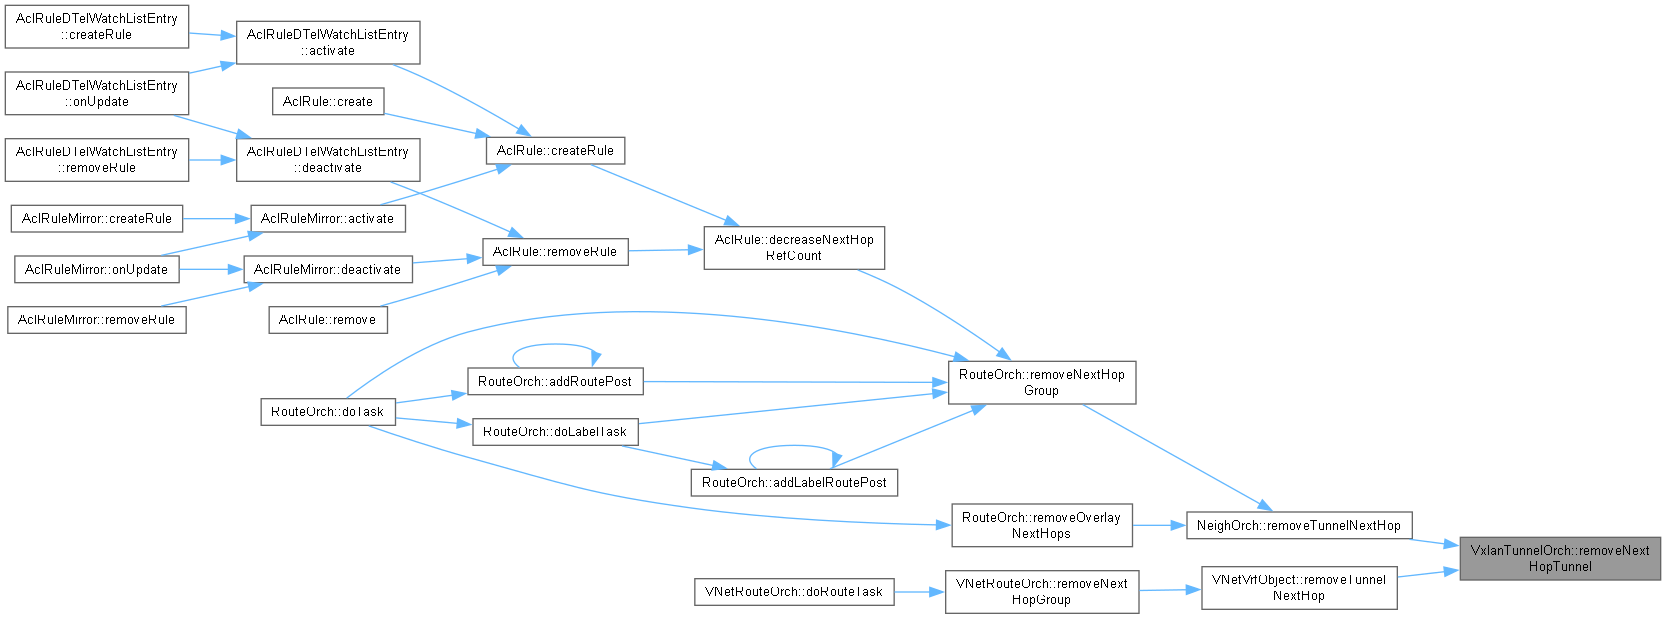 AclRuleDTelWatchListEntry
::createRule
AclRuleDTelWatchListEntry
::activate
AclRuleDTelWatchListEntry
::onUpdate
AclRule::create
AclRuleDTelWatchListEntry
::removeRule
AclRuleDTelWatchListEntry
::deactivate
AclRule::createRule
AclRuleMirror::createRule
AclRuleMirror::activate
AclRule::removeRule
AclRule::decreaseNextHop
RefCount
AclRuleMirror::onUpdate
AclRuleMirror::deactivate
AclRuleMirror::removeRule
AclRule::remove
RouteOrch::addRoutePost
RouteOrch::removeNextHop
Group
RouteOrch::doTask
RouteOrch::doLabelTask
RouteOrch::addLabelRoutePost
RouteOrch::removeOverlay
NextHops
NeighOrch::removeTunnelNextHop
VxlanTunnelOrch::removeNext
HopTunnel
VNetRouteOrch::doRouteTask
VNetRouteOrch::removeNext
HopGroup
VNetVrfObject::removeTunnel
NextHop